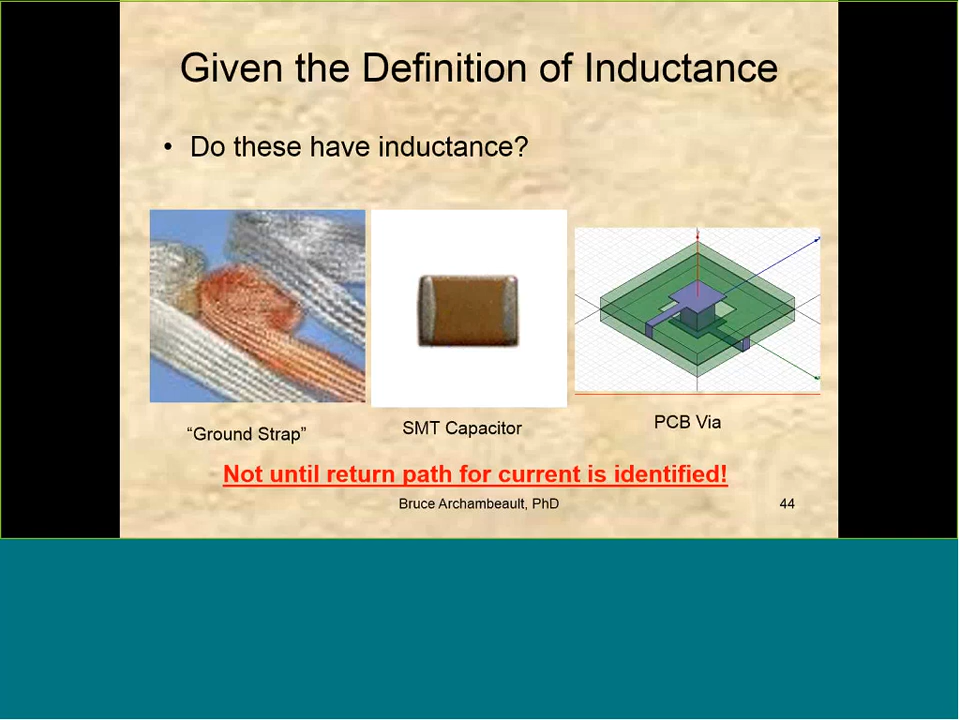 Given the Definition of Inductance
• Do these have inductance?
"Ground Strap"
SMT Capacitor
PCB Via
Not until return path for current is identified!
Bruce Archambeault, PhD
44